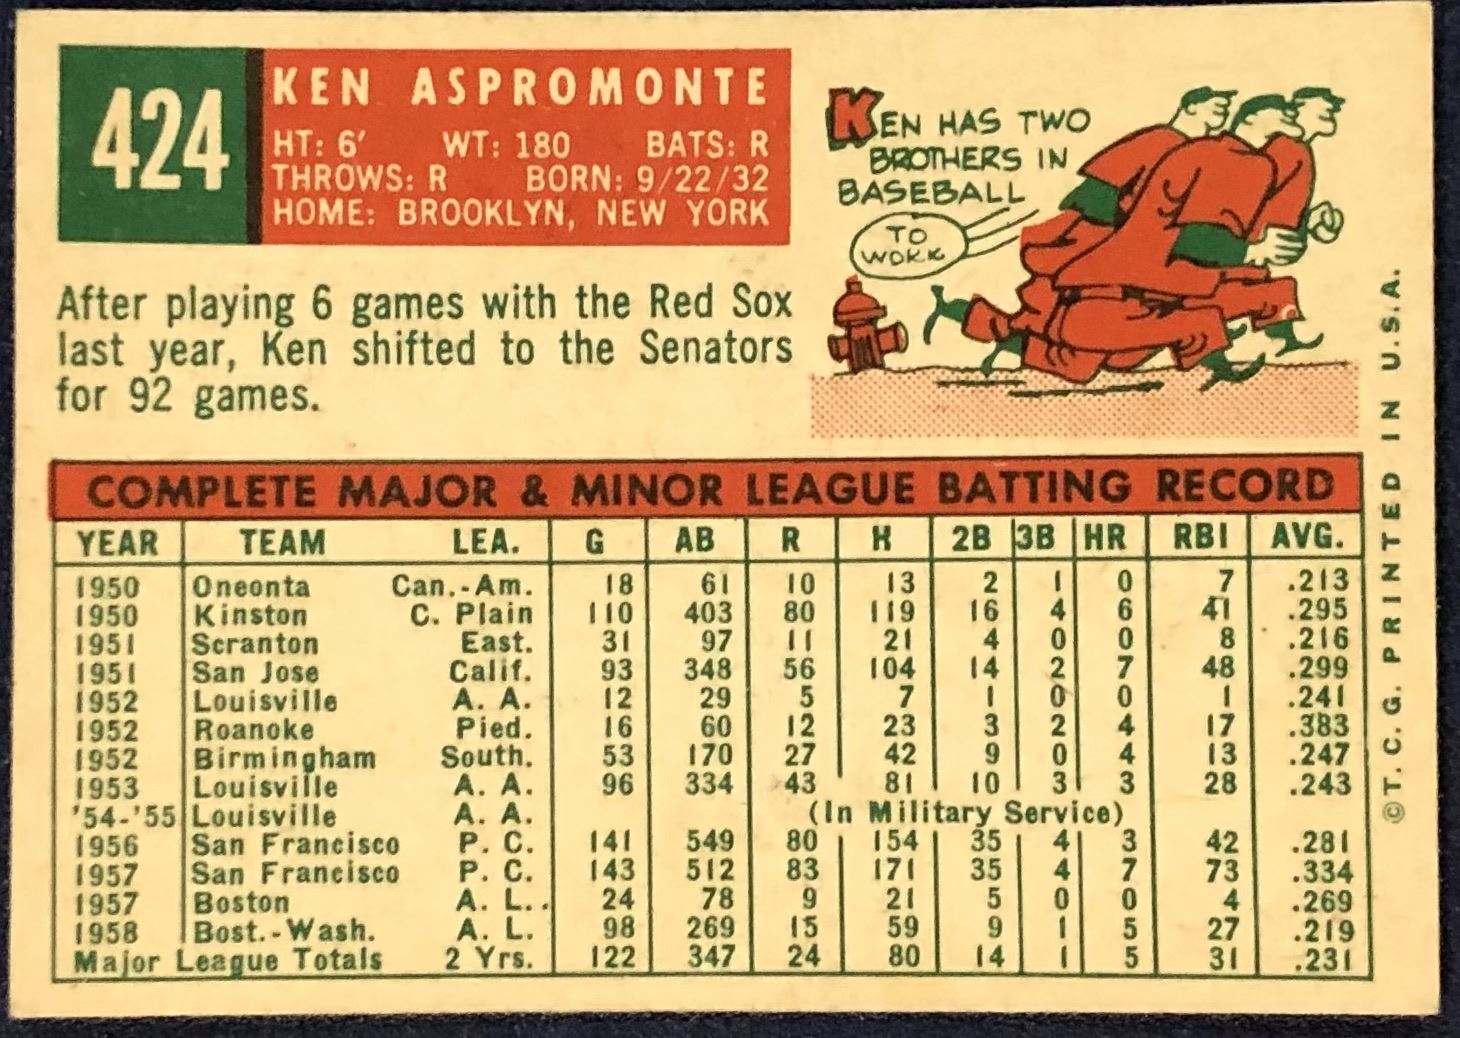 424
KEN ASPROMONTE
HT: 6' WT: 180 BATS: R
THROWS: R BORN: 9/22/32
HOME: BROOKLYN, NEW YORK
After playing 6 games with the Red Sox
last year, Ken shifted to the Senators
for 92 games.
KEN HAS TWO
BROTHERS IN
BASEBALL
TO
WORK
COMPLETE MAJOR & MINOR LEAGUE BATTING RECORD
YEAR TEAM LEA. G AB R H 2B 3B HR RBI AVG.
1950 Oneonta Can.-Am. 18 61 10 13 2 1 0 7 .213
1950 Kinston C. Plain 110 403 80 119 16 4 6 41 .295
1951 Scranton East. 31 97 11 21 4 0 0 8 .216
1951 San Jose Calif. 93 348 56 104 14 2 7 48 .299
1952 Louisville A. A. 12 29 5 7 1 0 0 1 .241
1952 Roanoke Pied. 16 60 12 23 3 2 4 17 .383
1952 Birmingham South. 53 170 27 42 9 0 4 13 .247
1953 Louisville A. A. 96 334 43 81 10 3 3 28 .243
'54-'55 Louisville A. A. (In Military Service)
1956 San Francisco P. C. 141 549 80 154 35 4 3 42 .281
1957 San Francisco P. C. 143 512 83 171 35 4 7 73 .334
1957 Boston A. L. 24 78 9 21 5 0 0 4 .269
1958 Bost.-Wash. A. L. 98 269 15 59 9 1 5 27 .219
Major League Totals 2 Yrs. 122 347 24 80 14 1 5 31 .231
©T.C.G. PRINTED IN U.S.A.